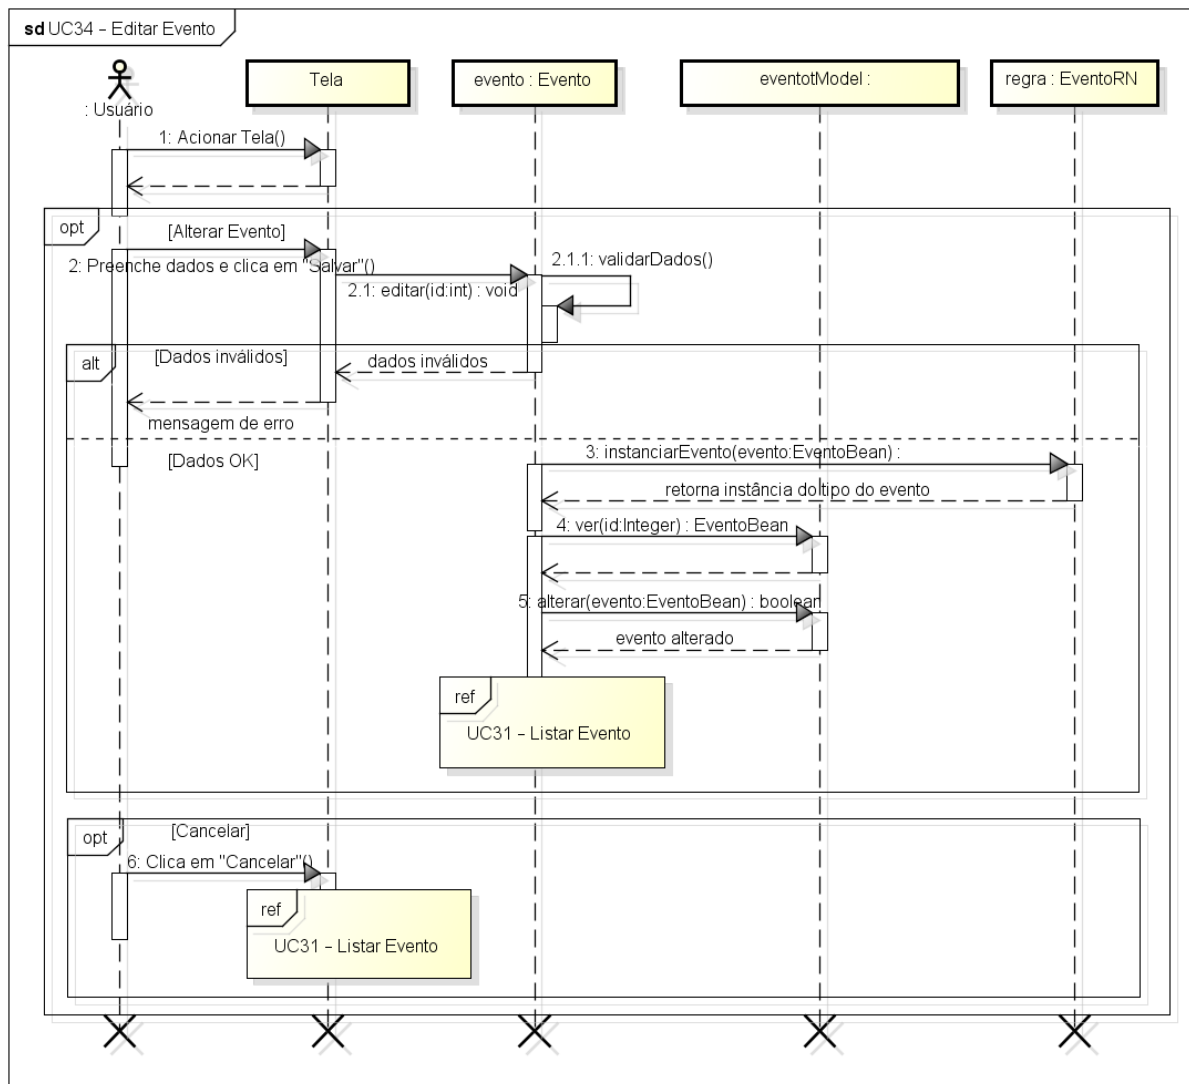 sd UC34 – Editar Evento
: Usuário
Tela
evento : Evento
eventotModel :
regra : EventoRN
1: Acionar Tela()
opt
[Alterar Evento]
2: Preenche dados e clica em "Salvar"()
2.1: editar(id:int) : void
2.1.1: validarDados()
alt
[Dados inválidos]
dados inválidos
mensagem de erro
[Dados OK]
3: instanciarEvento(evento:EventoBean) :
retorna instância do tipo do evento
4: ver(id:Integer) : EventoBean
5: alterar(evento:EventoBean) : boolean
evento alterado
ref
UC31 – Listar Evento
opt
[Cancelar]
6: Clica em "Cancelar"()
ref
UC31 – Listar Evento